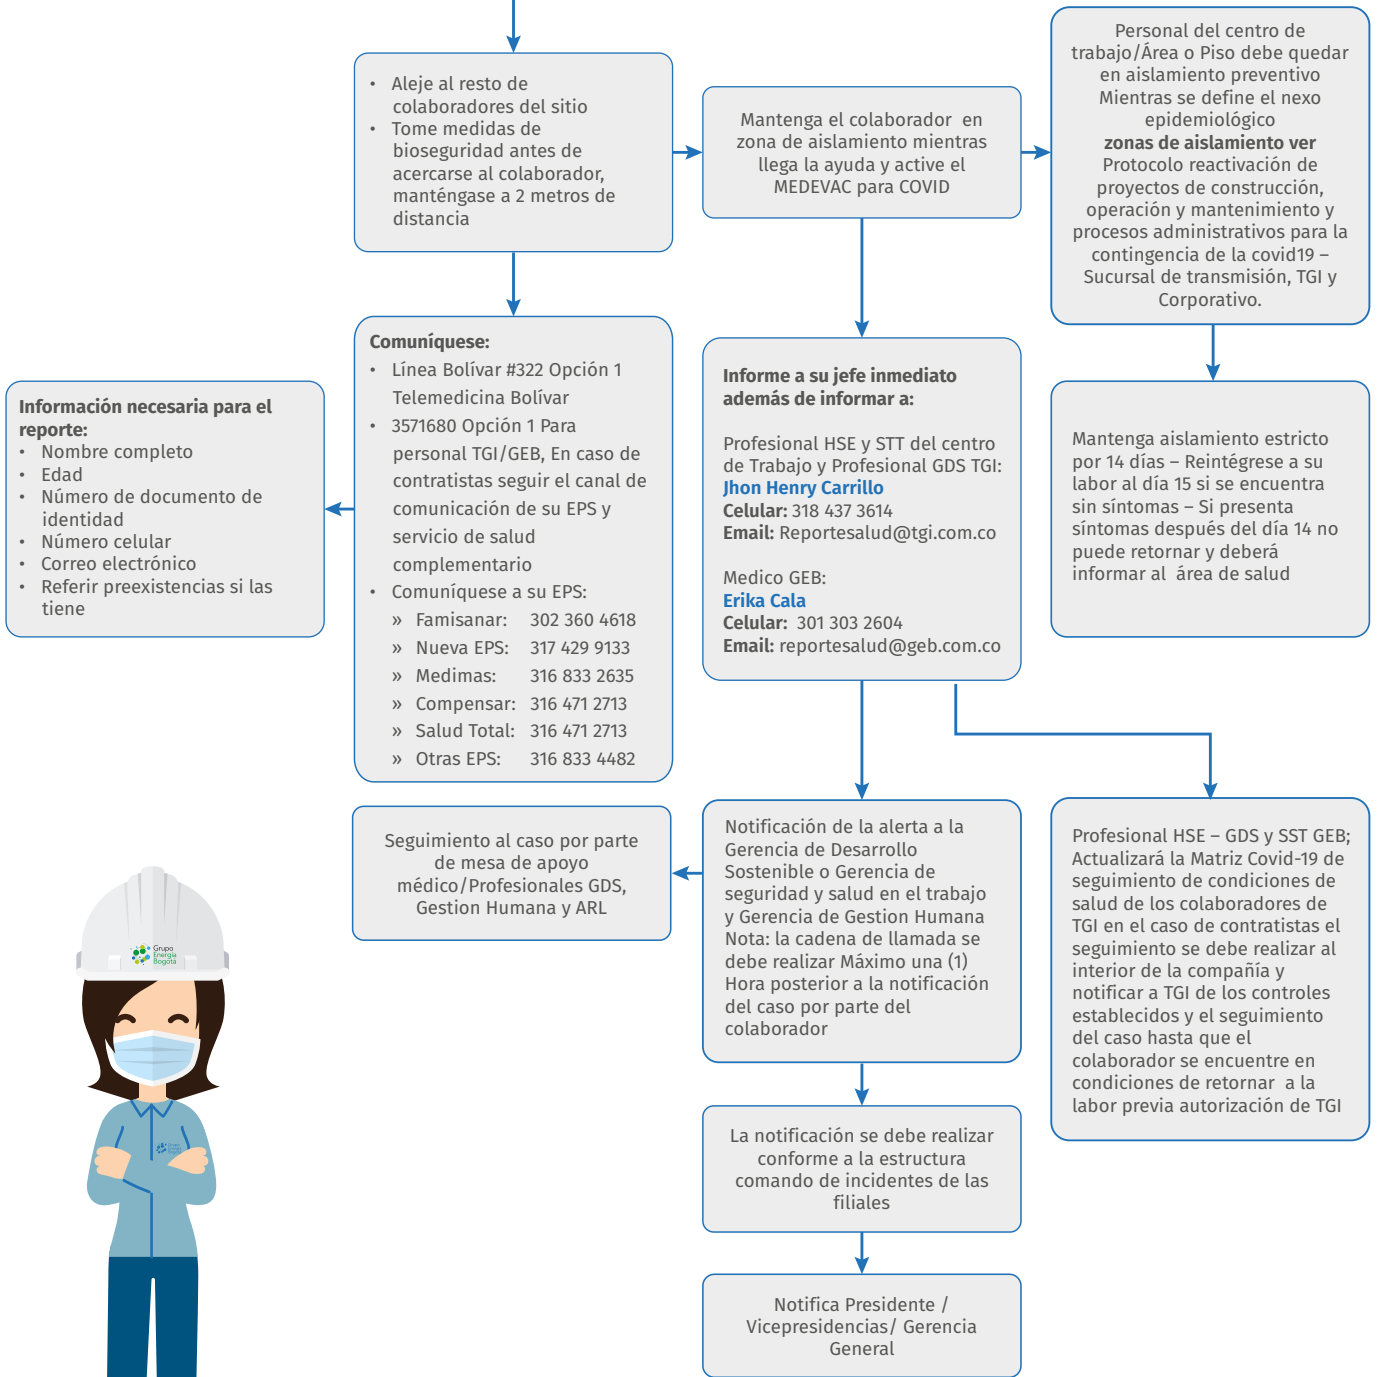 • Aleje al resto de
colaboradores del sitio
• Tome medidas de
bioseguridad antes de
acercarse al colaborador,
manténgase a 2 metros de
distancia
Mantenga el colaborador en
zona de aislamiento mientras
llega la ayuda y active el
MEDEVAC para COVID
Personal del centro de
trabajo/Área o Piso debe quedar
en aislamiento preventivo
Mientras se define el nexo
epidemiológico
zonas de aislamiento ver
Protocolo reactivación de
proyectos de construcción,
operación y mantenimiento y
procesos administrativos para la
contingencia de la covid19 –
Sucursal de transmisión, TGI y
Corporativo.
Información necesaria para el
reporte:
• Nombre completo
• Edad
• Número de documento de
identidad
• Número celular
• Correo electrónico
• Referir preexistencias si las
tiene
Comuníquese:
• Línea Bolívar #322 Opción 1
Telemedicina Bolívar
• 3571680 Opción 1 Para
personal TGI/GEB, En caso de
contratistas seguir el canal de
comunicación de su EPS y
servicio de salud
complementario
• Comuníquese a su EPS:
» Famisanar: 302 360 4618
» Nueva EPS: 317 429 9133
» Medimas: 316 833 2635
» Compensar: 316 471 2713
» Salud Total: 316 471 2713
» Otras EPS: 316 833 4482
Informe a su jefe inmediato
además de informar a:
Profesional HSE y STT del centro
de Trabajo y Profesional GDS TGI:
Jhon Henry Carrillo
Celular: 318 437 3614
Email: Reportesalud@tgi.com.co
Medico GEB:
Erika Cala
Celular: 301 303 2604
Email: reportesalud@geb.com.co
Mantenga aislamiento estricto
por 14 días – Reintégrese a su
labor al día 15 si se encuentra
sin síntomas – Si presenta
síntomas después del día 14 no
puede retornar y deberá
informar al área de salud
Seguimiento al caso por parte
de mesa de apoyo
médico/Profesionales GDS,
Gestion Humana y ARL
Notificación de la alerta a la
Gerencia de Desarrollo
Sostenible o Gerencia de
seguridad y salud en el trabajo
y Gerencia de Gestion Humana
Nota: la cadena de llamada se
debe realizar Máximo una (1)
Hora posterior a la notificación
del caso por parte del
colaborador
Profesional HSE – GDS y SST GEB;
Actualizará la Matriz Covid-19 de
seguimiento de condiciones de
salud de los colaboradores de
TGI en el caso de contratistas el
seguimiento se debe realizar al
interior de la compañía y
notificar a TGI de los controles
establecidos y el seguimiento
del caso hasta que el
colaborador se encuentre en
condiciones de retornar a la
labor previa autorización de TGI
La notificación se debe realizar
conforme a la estructura
comando de incidentes de las
filiales
Notifica Presidente /
Vicepresidencias/ Gerencia
General
Grupo
Energía
Bogotá